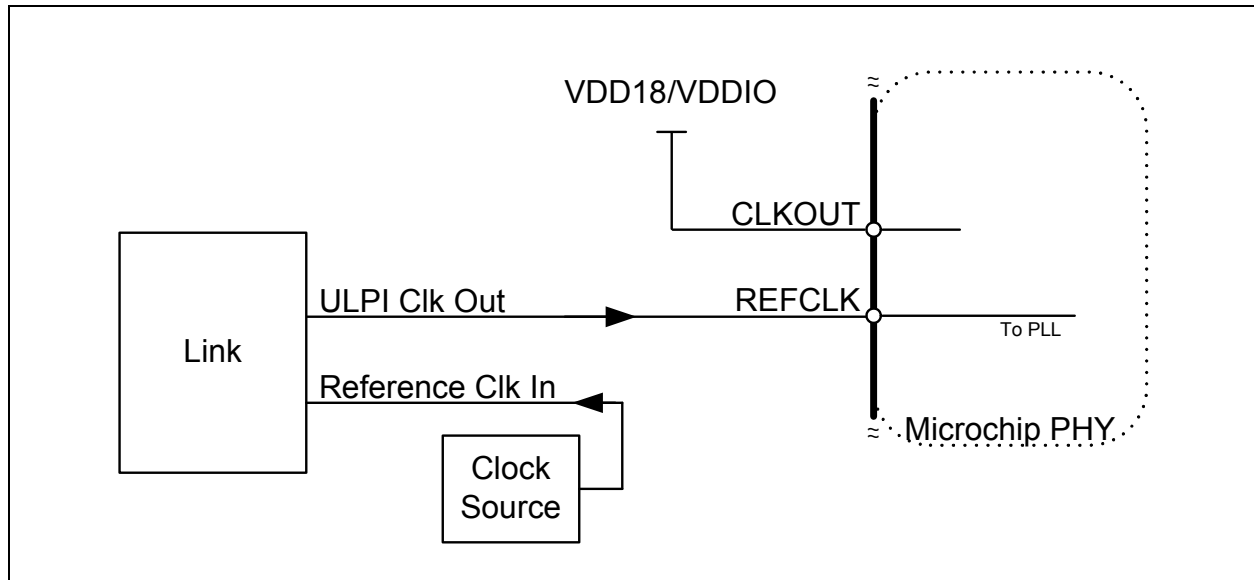 VDD18/VDDIO
CLKOUT
ULPI Clk Out
REFCLK
To PLL
Link
Reference Clk In
Microchip PHY
Clock
Source